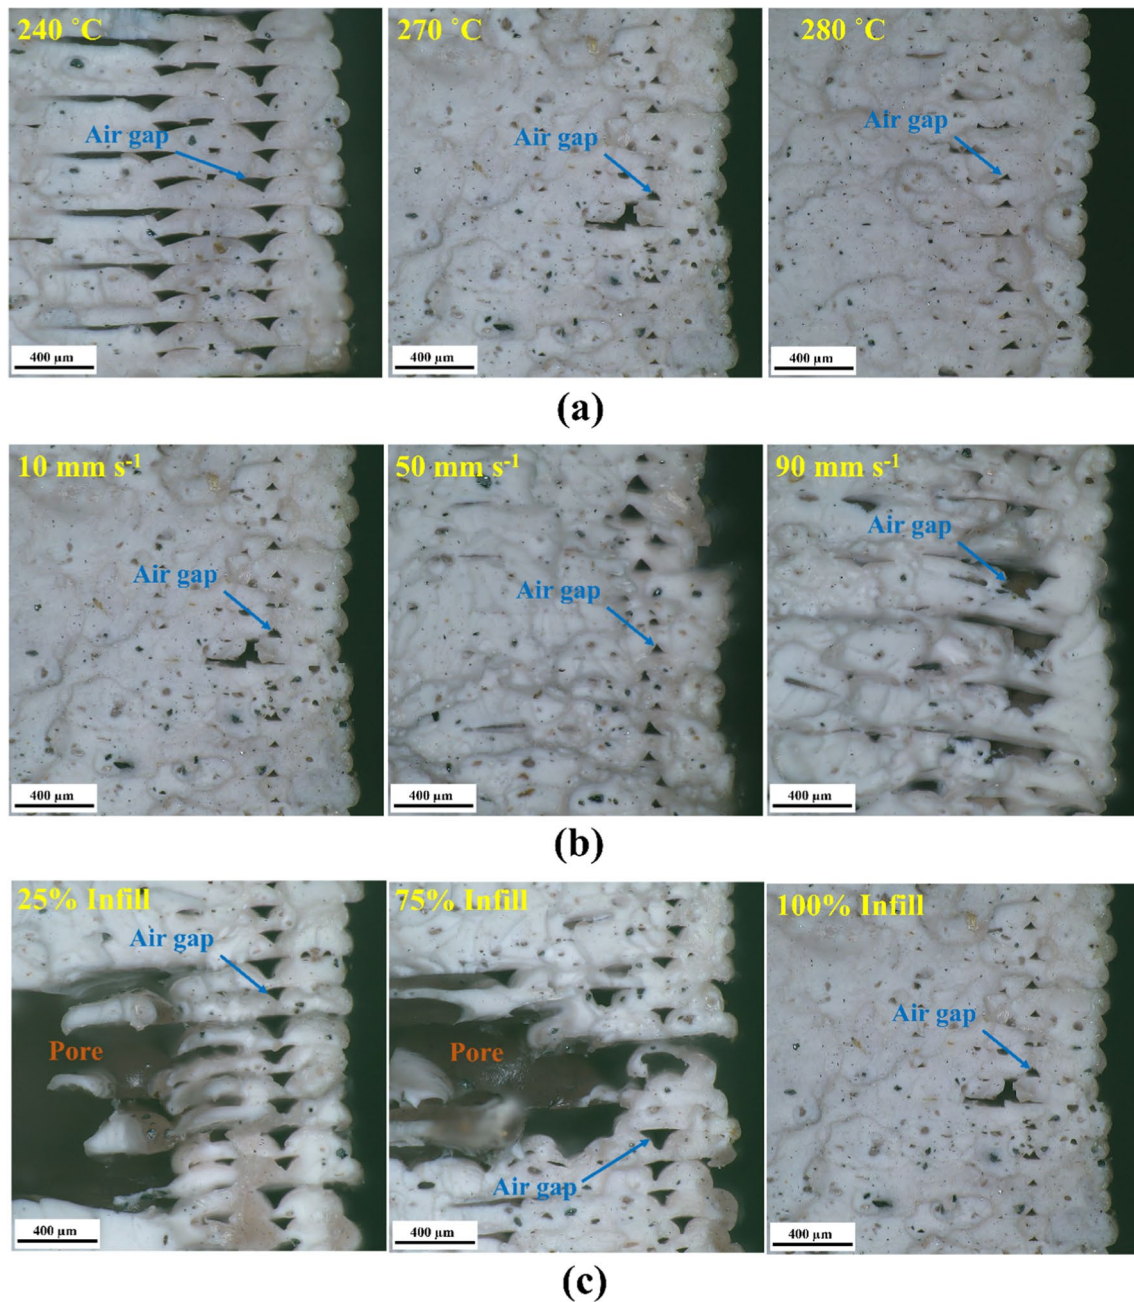 240 °C
270 °C
280 °C
Air gap
Air gap
Air gap
400 µm
400 µm
400 µm
(a)
10 mm s-1
50 mm s-1
90 mm s-1
Air gap
Air gap
Air gap
400 µm
400 µm
400 µm
(b)
25% Infill
75% Infill
100% Infill
Air gap
Air gap
Pore
Pore
Air gap
400 µm
400 µm
400 µm
(c)